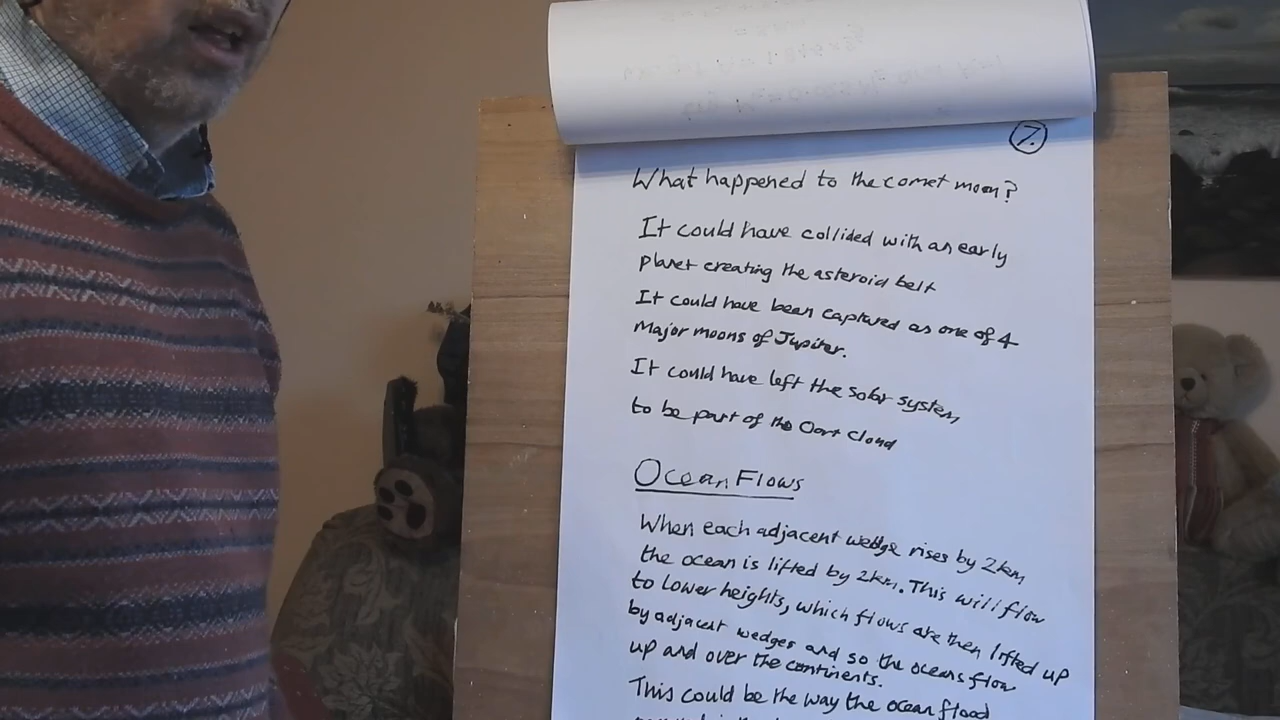 7.
What happened to the comet moon?
It could have collided with an early
planet creating the asteroid belt
It could have been captured as one of 4
Major moons of Jupiter.
It could have left the solar system
to be part of the Oort Cloud
Ocean Flows
When each adjacent wedge rises by 2km
the ocean is lifted by 2km. This will flow
to lower heights, which flows are then lifted up
by adjacent wedges and so the oceans flow
up and over the continents.
This could be the way the ocean flood